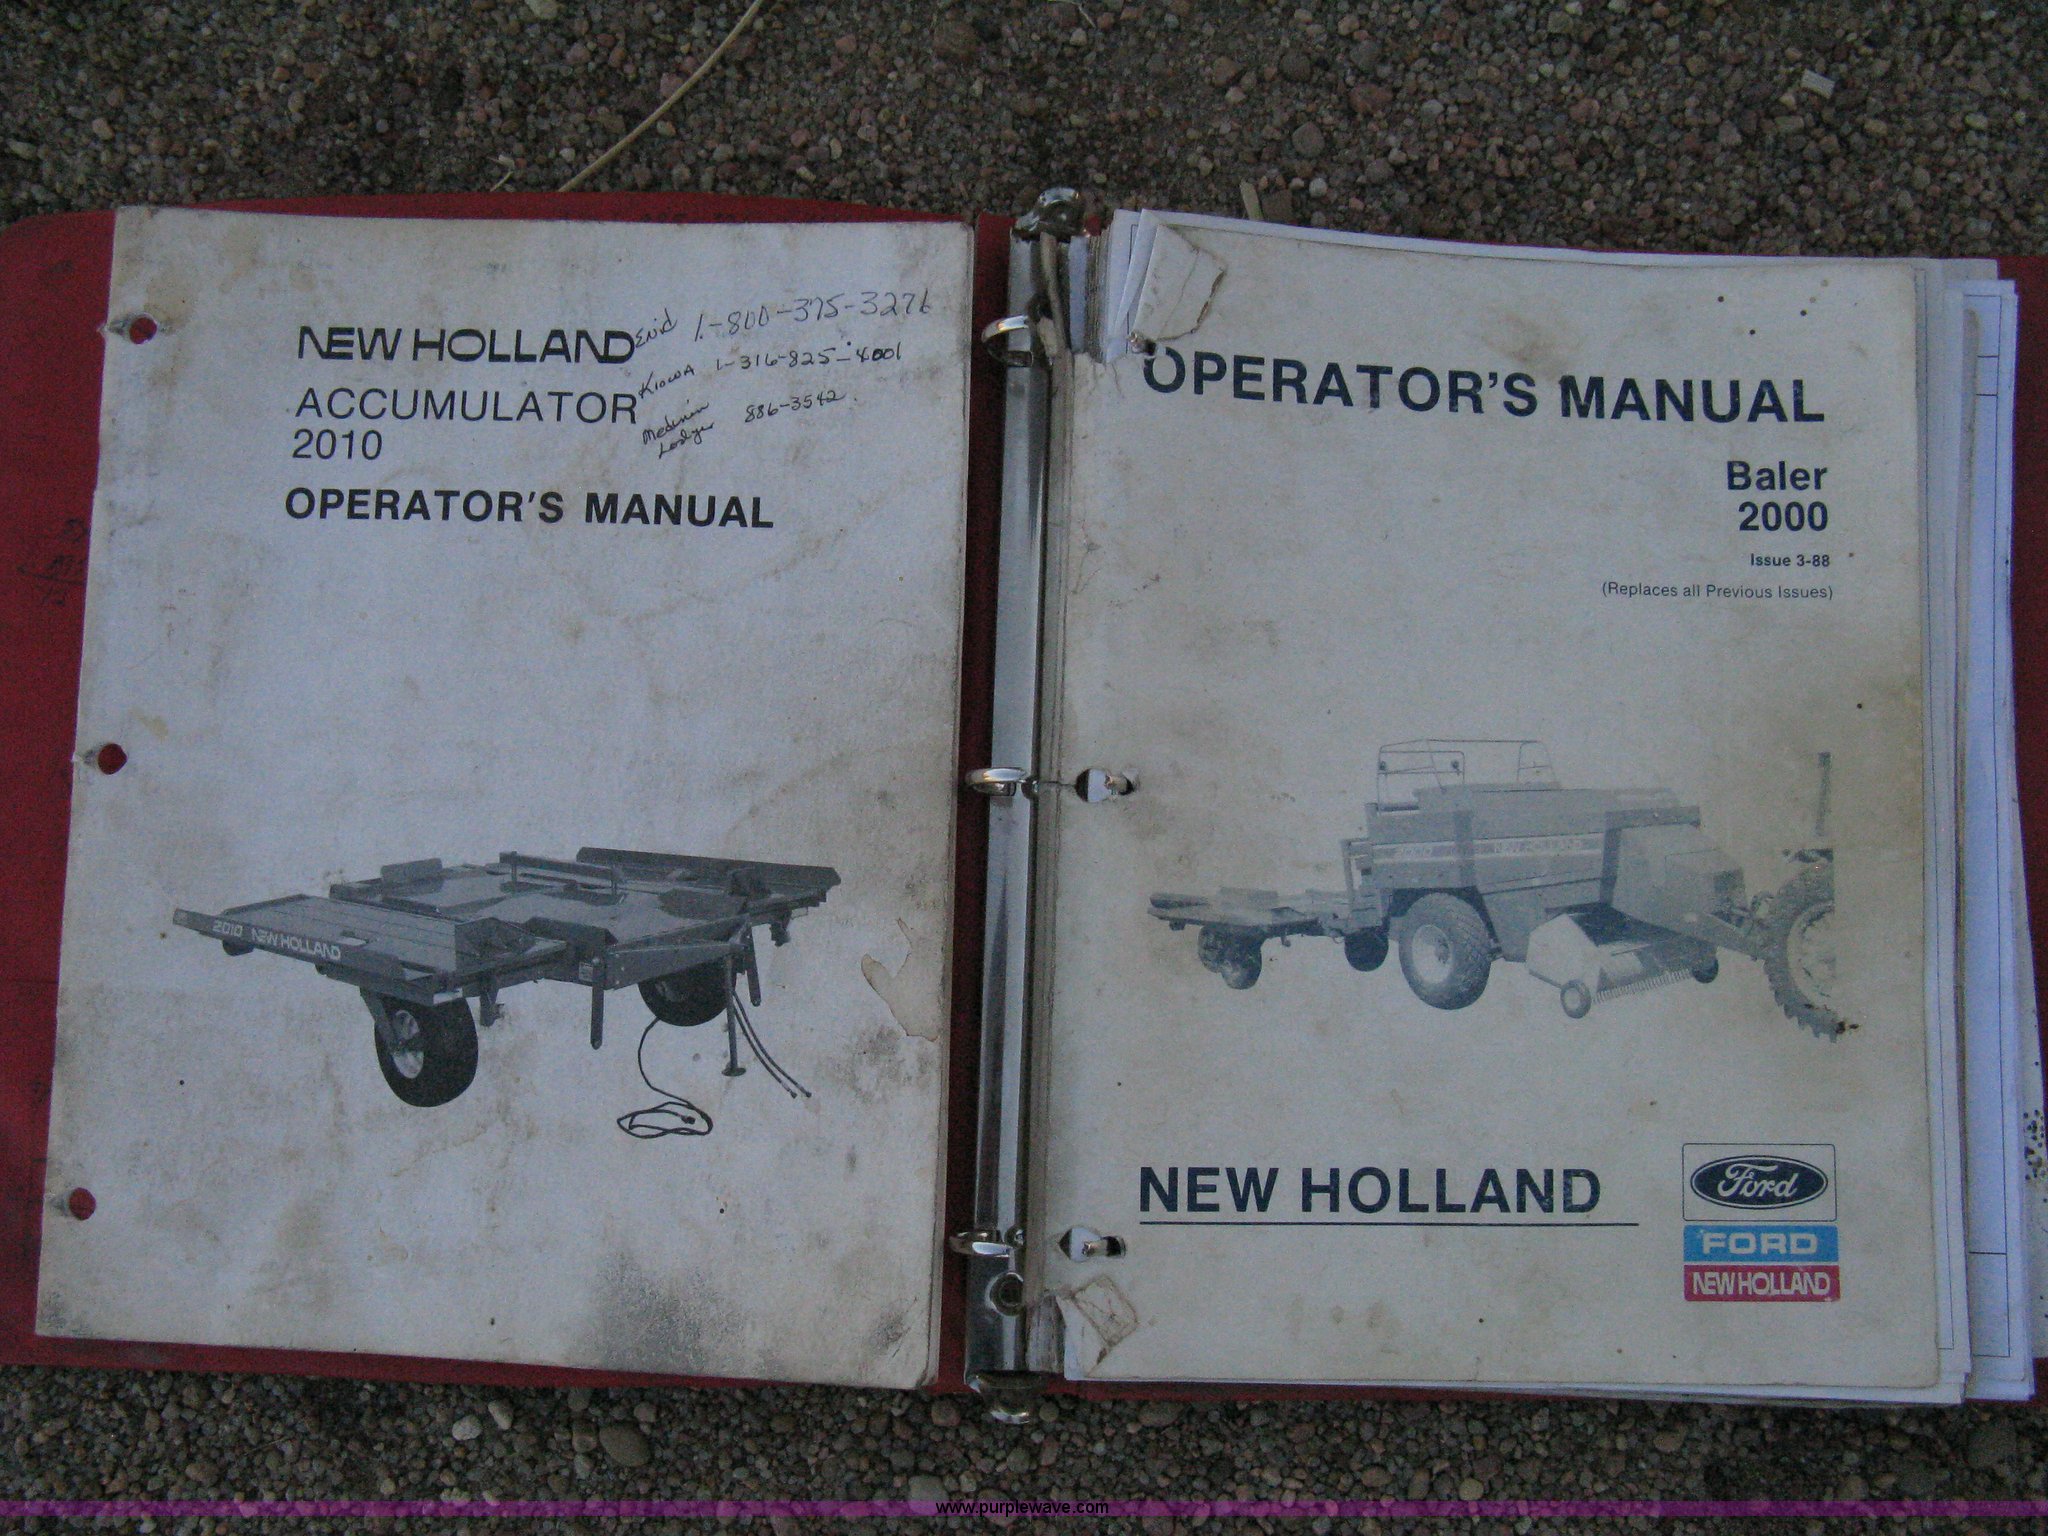 NEW HOLLAND
ACCUMULATOR
2010
OPERATOR'S MANUAL
Enid 1-800-375-3276
Kiowa 1-316-825-4001
Medicine
Lodge 886-3542
2010 NEW HOLLAND
OPERATOR'S MANUAL
Baler
2000
Issue 3-88
(Replaces all Previous Issues)
NEW HOLLAND
NEW HOLLAND
Ford
FORD
NEW HOLLAND
www.purplewave.com